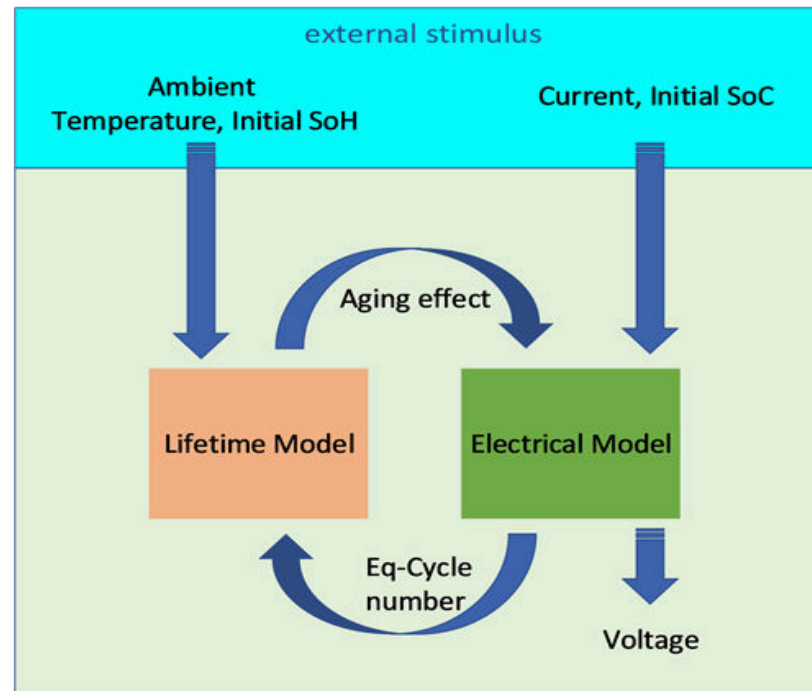 external stimulus
Ambient
Temperature, Initial SoH
Current, Initial SoC
Aging effect
Lifetime Model
Electrical Model
Eq-Cycle
number
Voltage